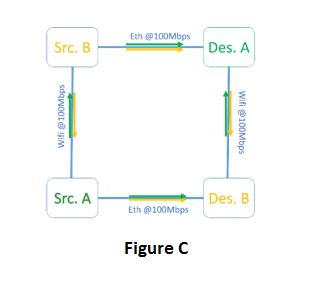 Src. B
Eth @100Mbps
Des. A
Wifi @100Mbps
Wifi @100Mbps
Src. A
Eth @100Mbps
Des. B
Figure C